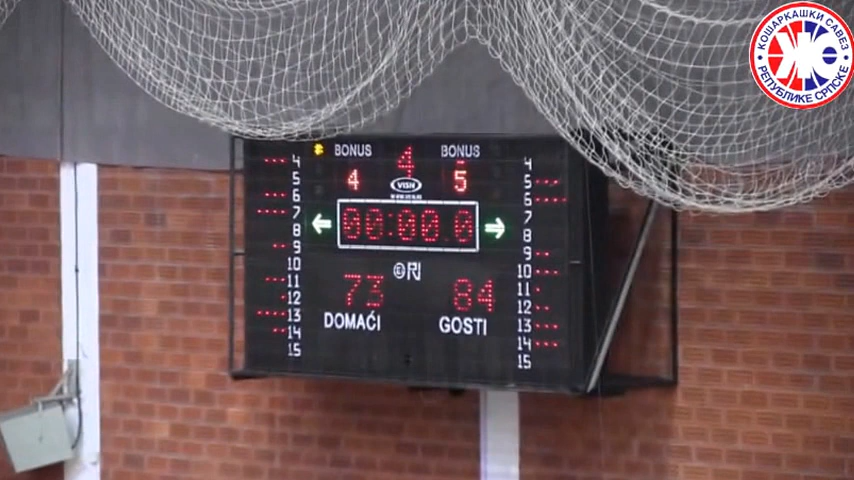 КОШАРКАШКИ САВЕЗ
РЕПУБЛИКЕ СРПСКЕ
BONUS 4 BONUS
4 VISN 5
00:00.0
73 84
DOMAĆI GOSTI
4 4
5 5
6 6
7 7
8 8
9 9
10 10
11 11
12 12
13 13
14 14
15 15